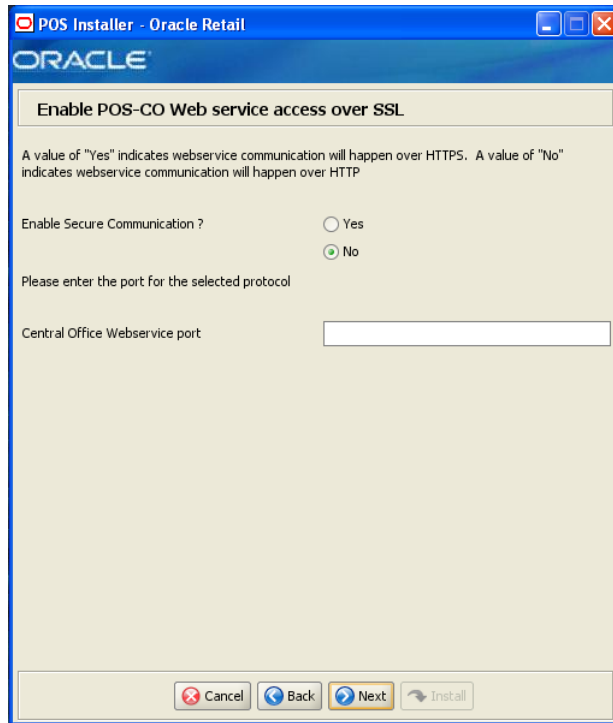 POS Installer - Oracle Retail
ORACLE
Enable POS-CO Web service access over SSL
A value of "Yes" indicates webservice communication will happen over HTTPS.  A value of "No"
indicates webservice communication will happen over HTTP
Enable Secure Communication ?
Yes
No
Please enter the port for the selected protocol
Central Office Webservice port
Cancel Back Next Install